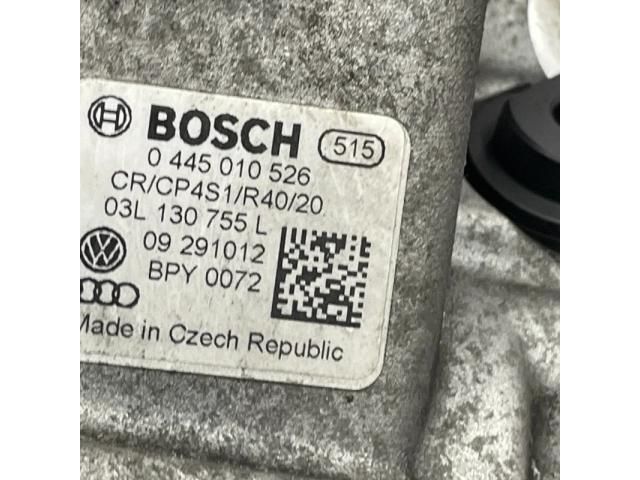 BOSCH 515
0 445 010 526
CR/CP4S1/R40/20
03L 130 755 L
09 291012
BPY 0072
Made in Czech Republic